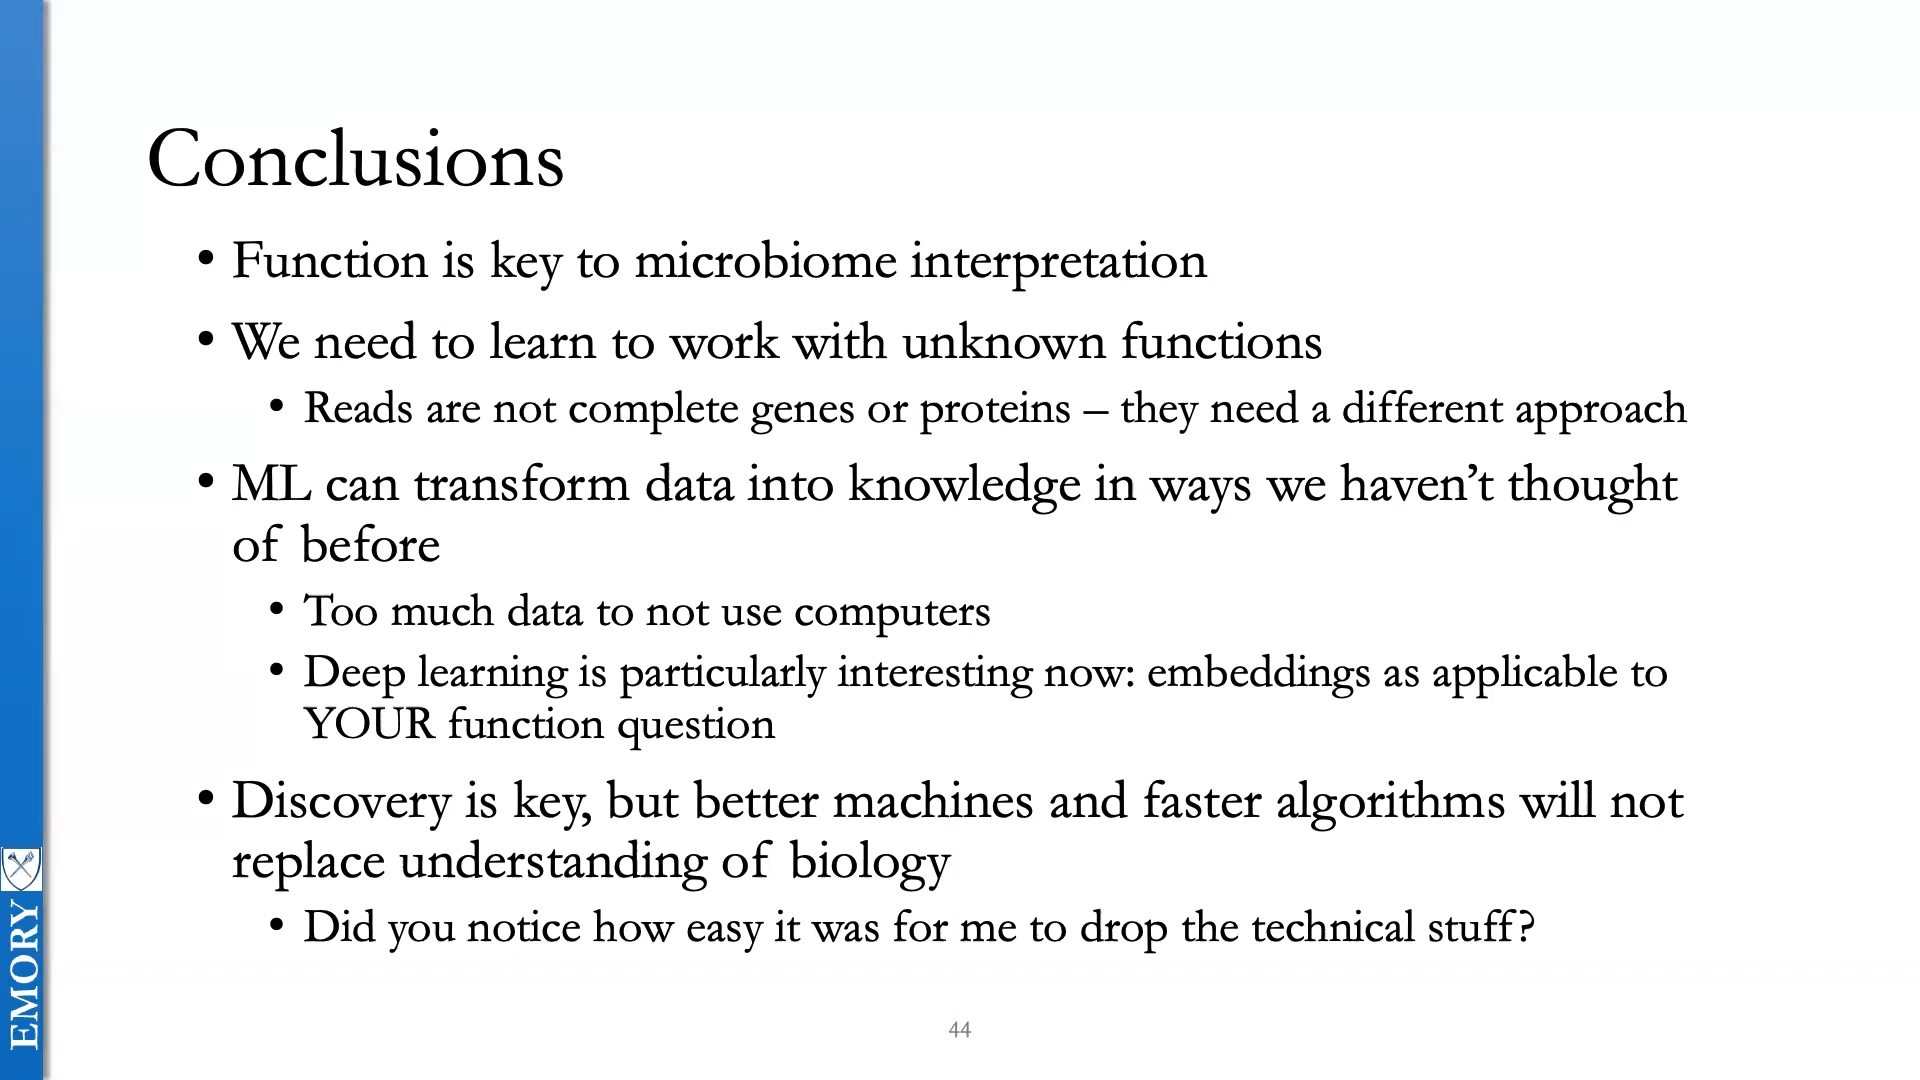 Conclusions
• Function is key to microbiome interpretation
• We need to learn to work with unknown functions
• Reads are not complete genes or proteins – they need a different approach
• ML can transform data into knowledge in ways we haven’t thought
of before
• Too much data to not use computers
• Deep learning is particularly interesting now: embeddings as applicable to
YOUR function question
• Discovery is key, but better machines and faster algorithms will not
replace understanding of biology
• Did you notice how easy it was for me to drop the technical stuff?
EMORY
44